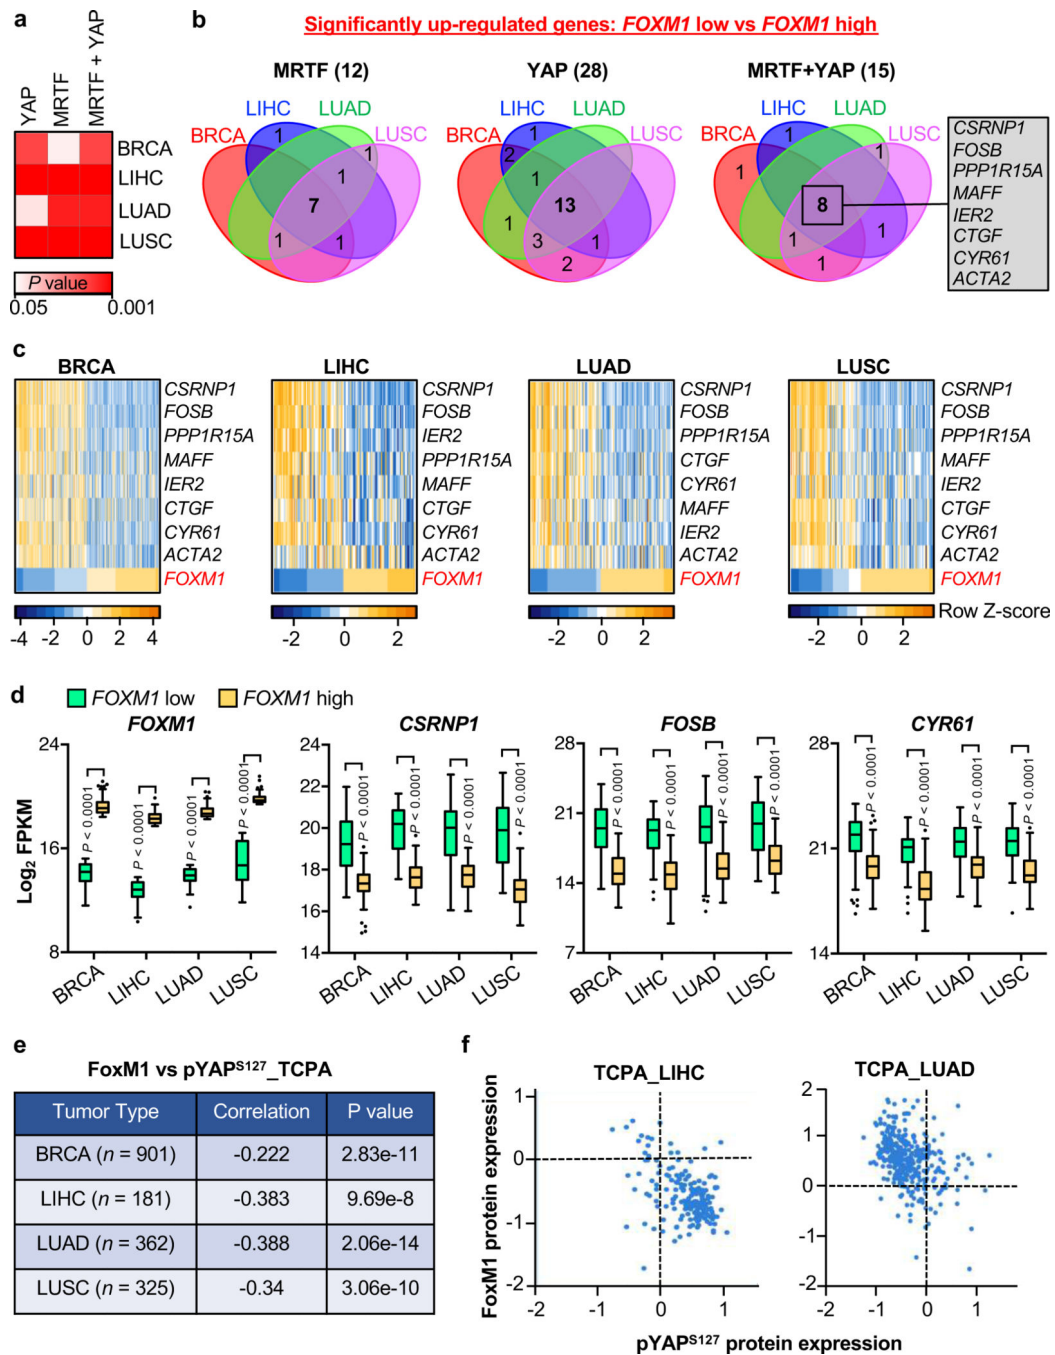 a
YAP
MRTF
MRTF + YAP
BRCA
LIHC
LUAD
LUSC
P value
0.05 0.001
b
Significantly up-regulated genes: FOXM1 low vs FOXM1 high
MRTF (12)
LIHC LUAD
BRCA LUSC
1
1
1
7
1
1
YAP (28)
LIHC LUAD
BRCA LUSC
1
2
1
13
1
3
1
2
MRTF+YAP (15)
LIHC LUAD
BRCA LUSC
1
1
1
8
1
1
1
CSRNP1
FOSB
PPP1R15A
MAFF
IER2
CTGF
CYR61
ACTA2
c
BRCA
CSRNP1
FOSB
PPP1R15A
MAFF
IER2
CTGF
CYR61
ACTA2
FOXM1
-4 -2 0 2 4
LIHC
CSRNP1
FOSB
IER2
PPP1R15A
MAFF
CTGF
CYR61
ACTA2
FOXM1
-2 0 2
LUAD
CSRNP1
FOSB
PPP1R15A
CTGF
CYR61
MAFF
IER2
ACTA2
FOXM1
-2 0 2
LUSC
CSRNP1
FOSB
PPP1R15A
MAFF
IER2
CTGF
CYR61
ACTA2
FOXM1
Row Z-score
-2 0 2
d
FOXM1 low FOXM1 high
FOXM1
Log2 FPKM
24
16
8
P < 0.0001
P < 0.0001
P < 0.0001
P < 0.0001
BRCA LIHC LUAD LUSC
CSRNP1
24
22
20
18
16
14
P < 0.0001
P < 0.0001
P < 0.0001
P < 0.0001
BRCA LIHC LUAD LUSC
FOSB
28
21
14
7
P < 0.0001
P < 0.0001
P < 0.0001
P < 0.0001
BRCA LIHC LUAD LUSC
CYR61
28
21
14
P < 0.0001
P < 0.0001
P < 0.0001
P < 0.0001
BRCA LIHC LUAD LUSC
e
FoxM1 vs pYAPS127_TCPA
Tumor Type Correlation P value
BRCA (n = 901) -0.222 2.83e-11
LIHC (n = 181) -0.383 9.69e-8
LUAD (n = 362) -0.388 2.06e-14
LUSC (n = 325) -0.34 3.06e-10
f
TCPA_LIHC
FoxM1 protein expression
1
0
-1
-2
-2 -1 0 1
TCPA_LUAD
2
1
0
-1
-2
-2 -1 0 1
pYAPS127 protein expression